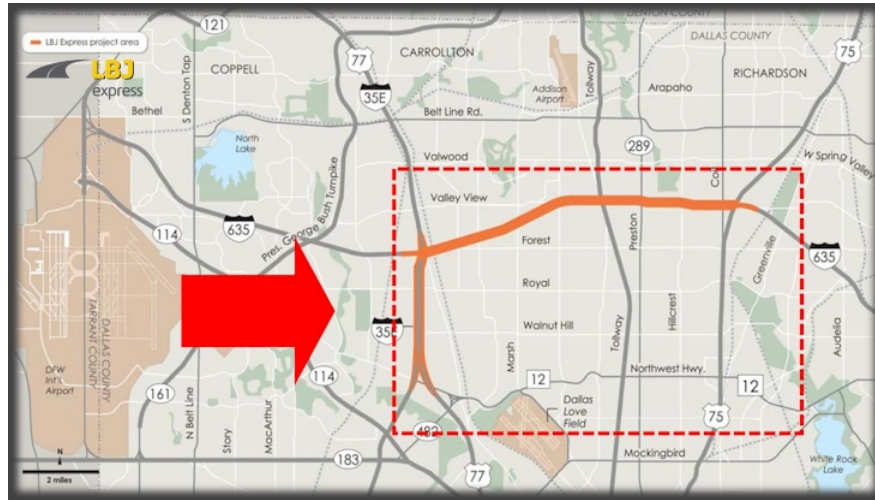 LBJ Express project area
LBJ
express
121
77
35E
CARROLLTON
DENTON COUNTY
DALLAS COUNTY
75
RICHARDSON
COPPELL
S Denton Tap
Bethel
Belt Line Rd.
Addison
Airport
Tollway
Arapaho
North
Lake
Valwood
289
Coit
W Spring Valley
Valley View
Pres. George Bush Turnpike
635
114
Forest
Preston
Greenville
635
Royal
35E
Walnut Hill
Marsh
Tollway
Hillcrest
Audelia
DALLAS COUNTY
TARRANT COUNTY
DFW
Int'l
Airport
161
N Belt Line
Story
MacArthur
114
12
Northwest Hwy.
12
Dallas
Love
Field
75
482
183
77
Mockingbird
White Rock
Lake
N
2 miles